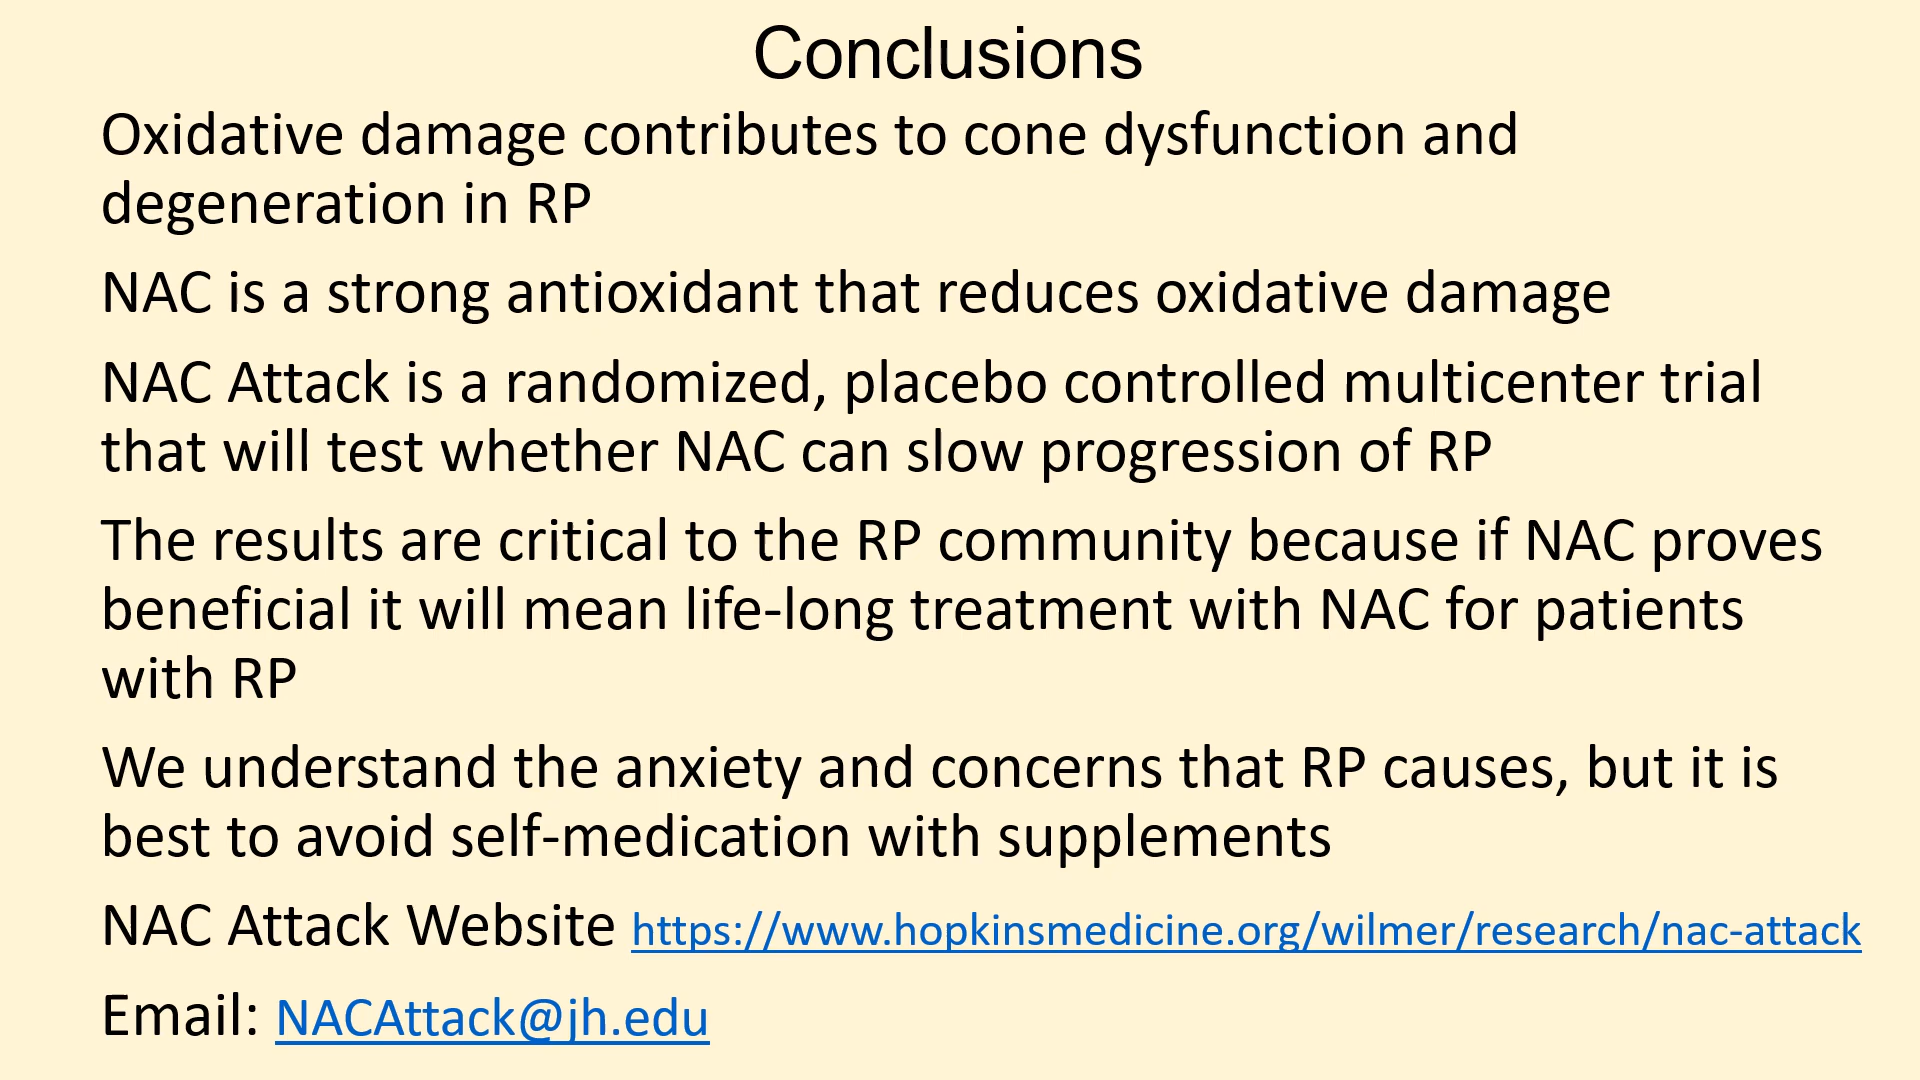 Conclusions
Oxidative damage contributes to cone dysfunction and
degeneration in RP
NAC is a strong antioxidant that reduces oxidative damage
NAC Attack is a randomized, placebo controlled multicenter trial
that will test whether NAC can slow progression of RP
The results are critical to the RP community because if NAC proves
beneficial it will mean life-long treatment with NAC for patients
with RP
We understand the anxiety and concerns that RP causes, but it is
best to avoid self-medication with supplements
NAC Attack Website https://www.hopkinsmedicine.org/wilmer/research/nac-attack
Email: NACAttack@jh.edu